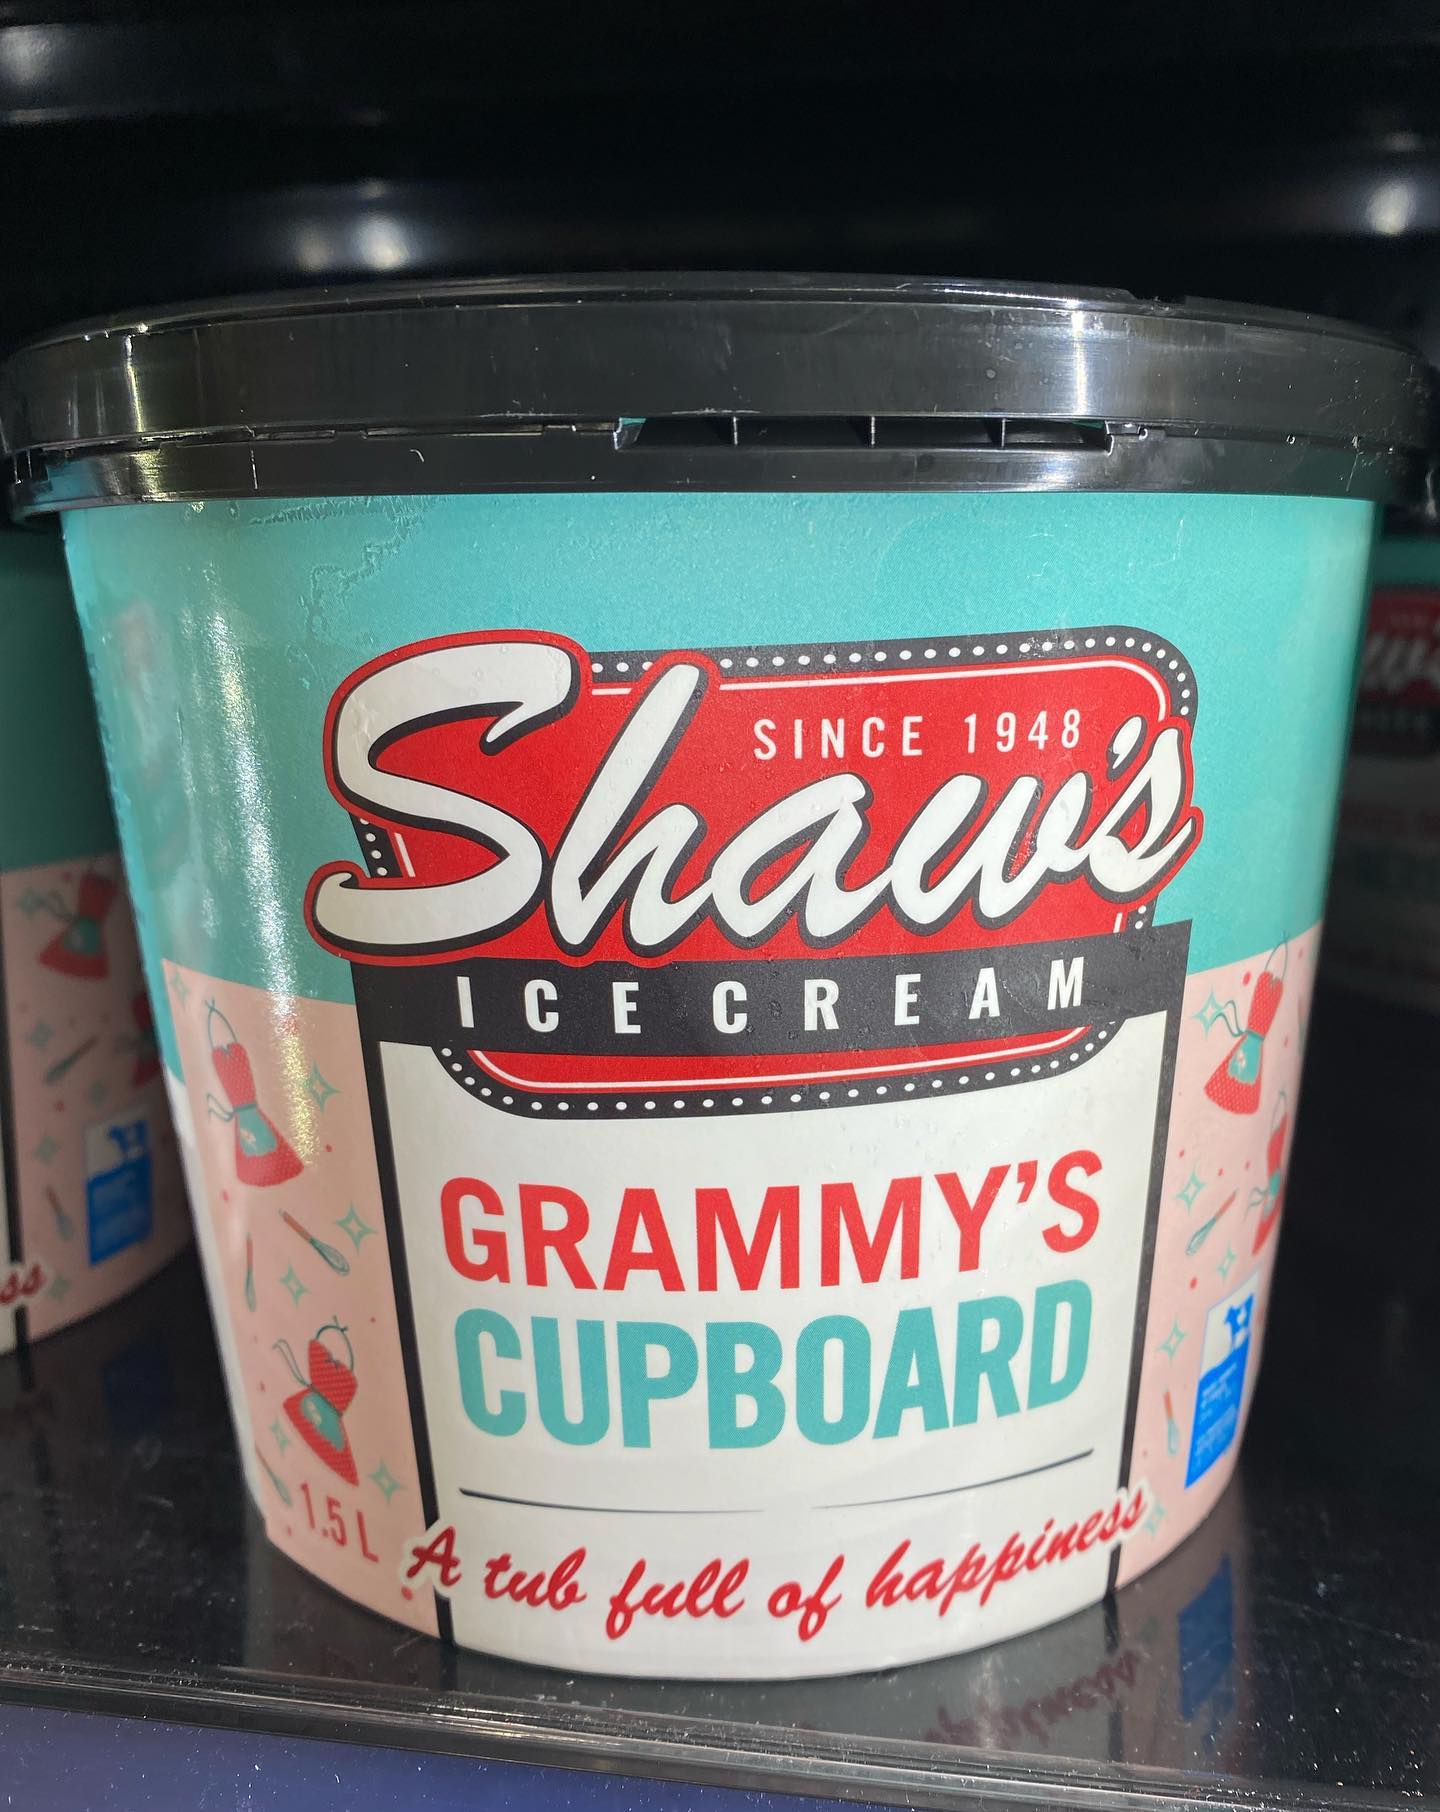 SINCE 1948
Shaw's
ICE CREAM
GRAMMY'S
CUPBOARD
1.5 L
A tub full of happiness